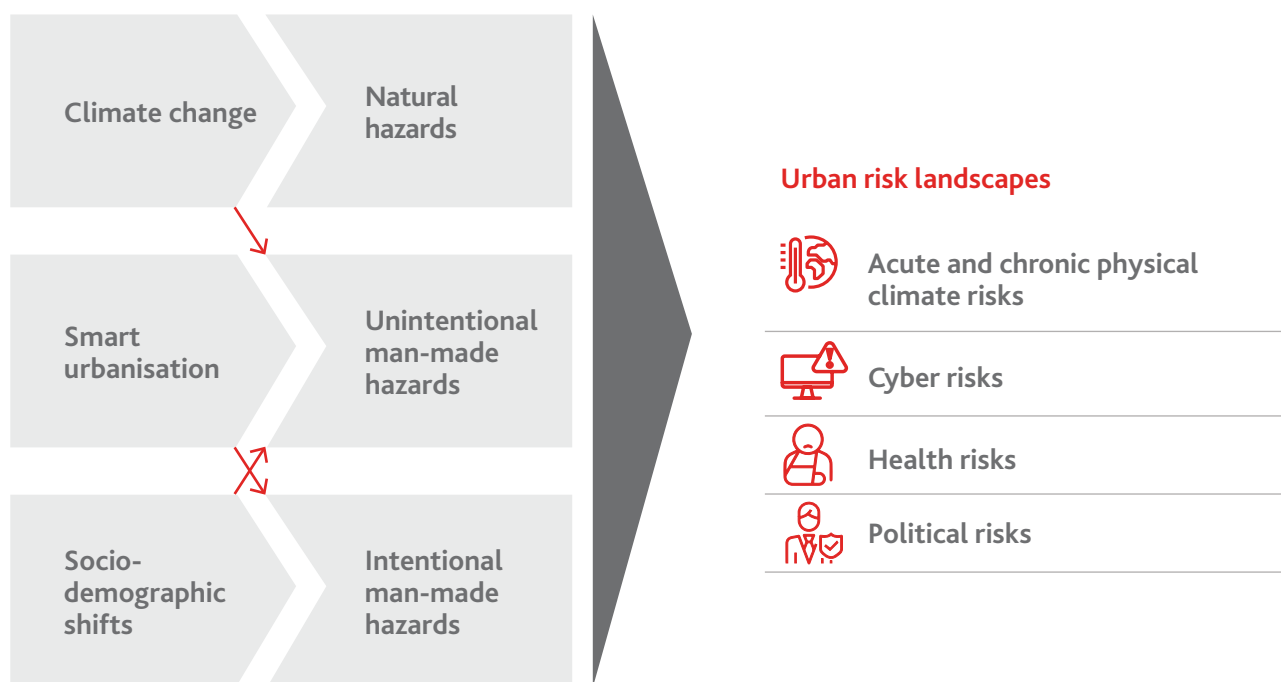 Climate change
Natural
hazards
Smart
urbanisation
Unintentional
man-made
hazards
Socio-
demographic
shifts
Intentional
man-made
hazards
Urban risk landscapes
Acute and chronic physical
climate risks
Cyber risks
Health risks
Political risks